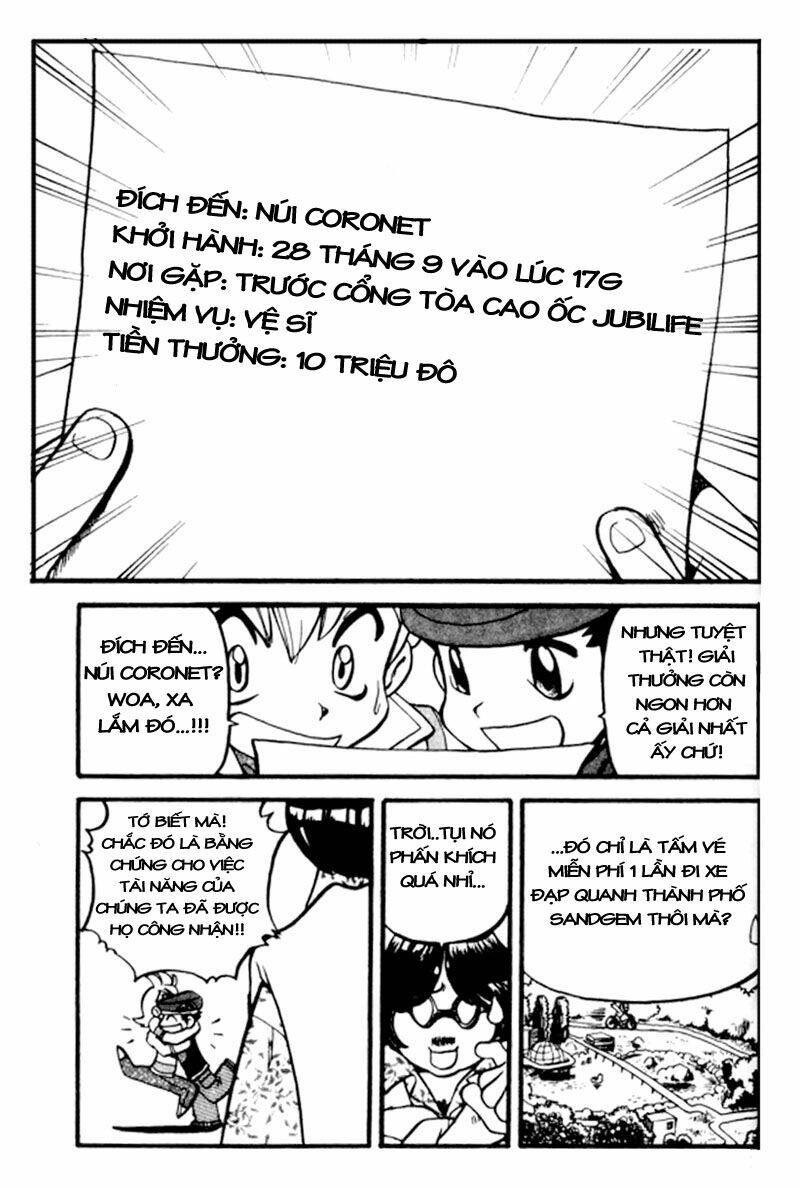 ĐÍCH ĐẾN: NÚI CORONET
KHỞI HÀNH: 28 THÁNG 9 VÀO LÚC 17G
NƠI GẶP: TRƯỚC CỔNG TÒA CAO ỐC JUBILIFE
NHIỆM VỤ: VỆ SĨ
TIỀN THƯỞNG: 10 TRIỆU ĐÔ
NHƯNG TUYỆT
THẬT! GIẢI
THƯỞNG CÒN
NGON HƠN
CẢ GIẢI NHẤT
ẤY CHỨ!
ĐÍCH ĐẾN...
NÚI CORONET?
WOA, XA
LẮM ĐÓ...!!!
...ĐÓ CHỈ LÀ TẤM VÉ
MIỄN PHÍ 1 LẦN ĐI XE
ĐẠP QUANH THÀNH PHỐ
SANDGEM THÔI MÀ?
TRỜI..TỤI NÓ
PHẤN KHÍCH
QUÁ NHỈ...
TỚ BIẾT MÀ!
CHẮC ĐÓ LÀ BẰNG
CHỨNG CHO VIỆC
TÀI NĂNG CỦA
CHÚNG TA ĐÃ ĐƯỢC
HỌ CÔNG NHẬN!!